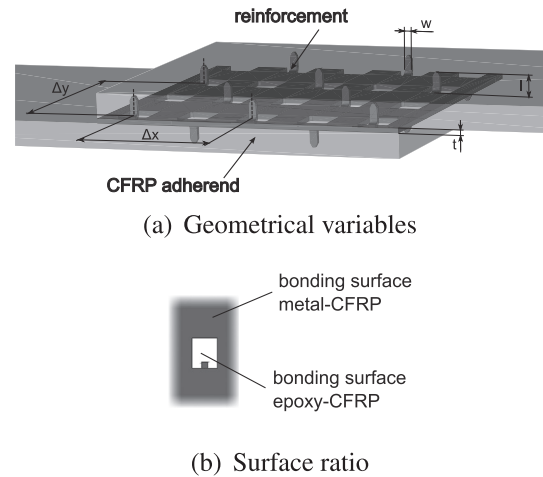 reinforcement
w
Δy
l
Δx
t
CFRP adherend
(a) Geometrical variables
bonding surface
metal-CFRP
bonding surface
epoxy-CFRP
(b) Surface ratio